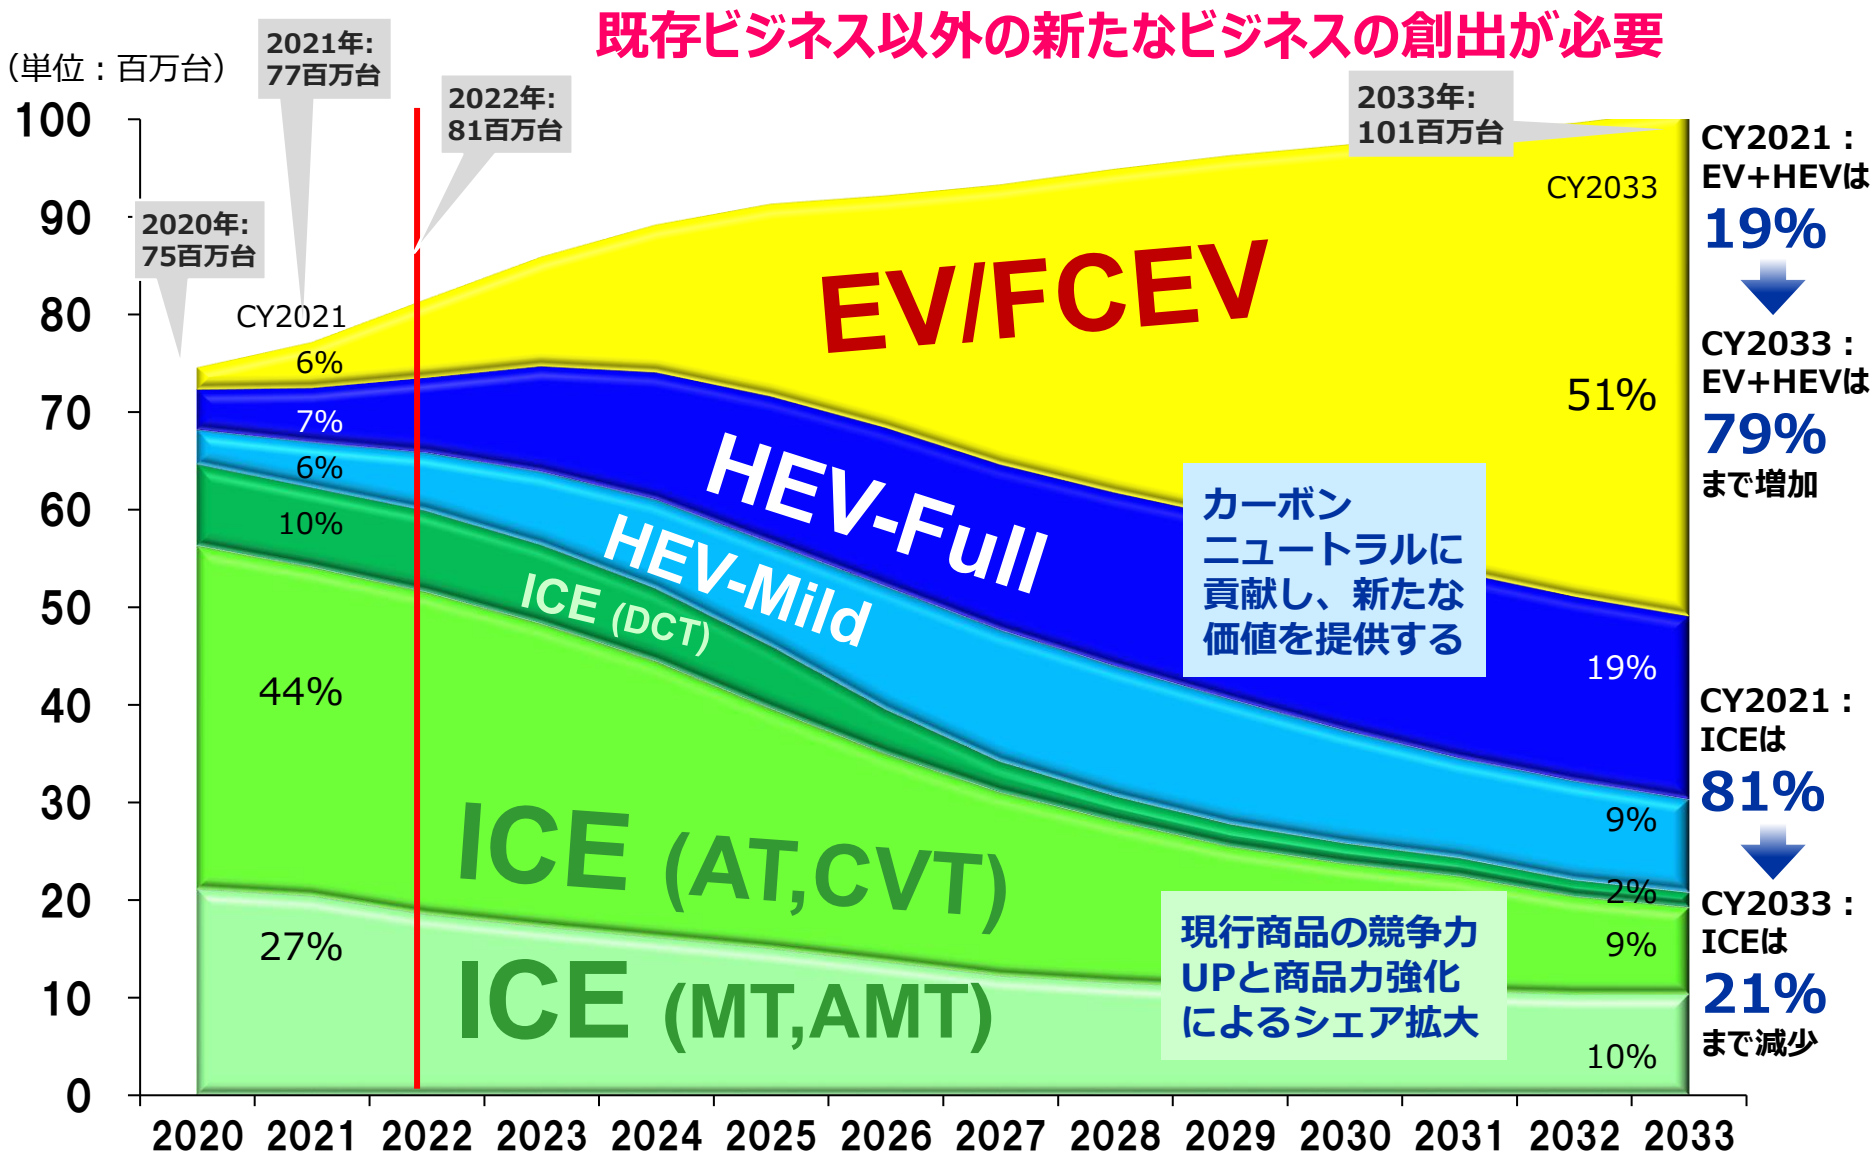 既存ビジネス以外の新たなビジネスの創出が必要
（単位：百万台）
2021年:
77百万台
2022年:
81百万台
2033年:
101百万台
2020年:
75百万台
100
90
80
70
60
50
40
30
20
10
0
CY2021
6%
7%
6%
10%
44%
27%
EV/FCEV
HEV-Full
HEV-Mild
ICE (DCT)
ICE (AT,CVT)
ICE (MT,AMT)
CY2033
51%
19%
9%
2%
9%
10%
カーボン
ニュートラルに
貢献し、新たな
価値を提供する
現行商品の競争力
UPと商品力強化
によるシェア拡大
CY2021：
EV+HEVは
19%
CY2033：
EV+HEVは
79%
まで増加
CY2021：
ICEは
81%
CY2033：
ICEは
21%
まで減少
2020 2021 2022 2023 2024 2025 2026 2027 2028 2029 2030 2031 2032 2033